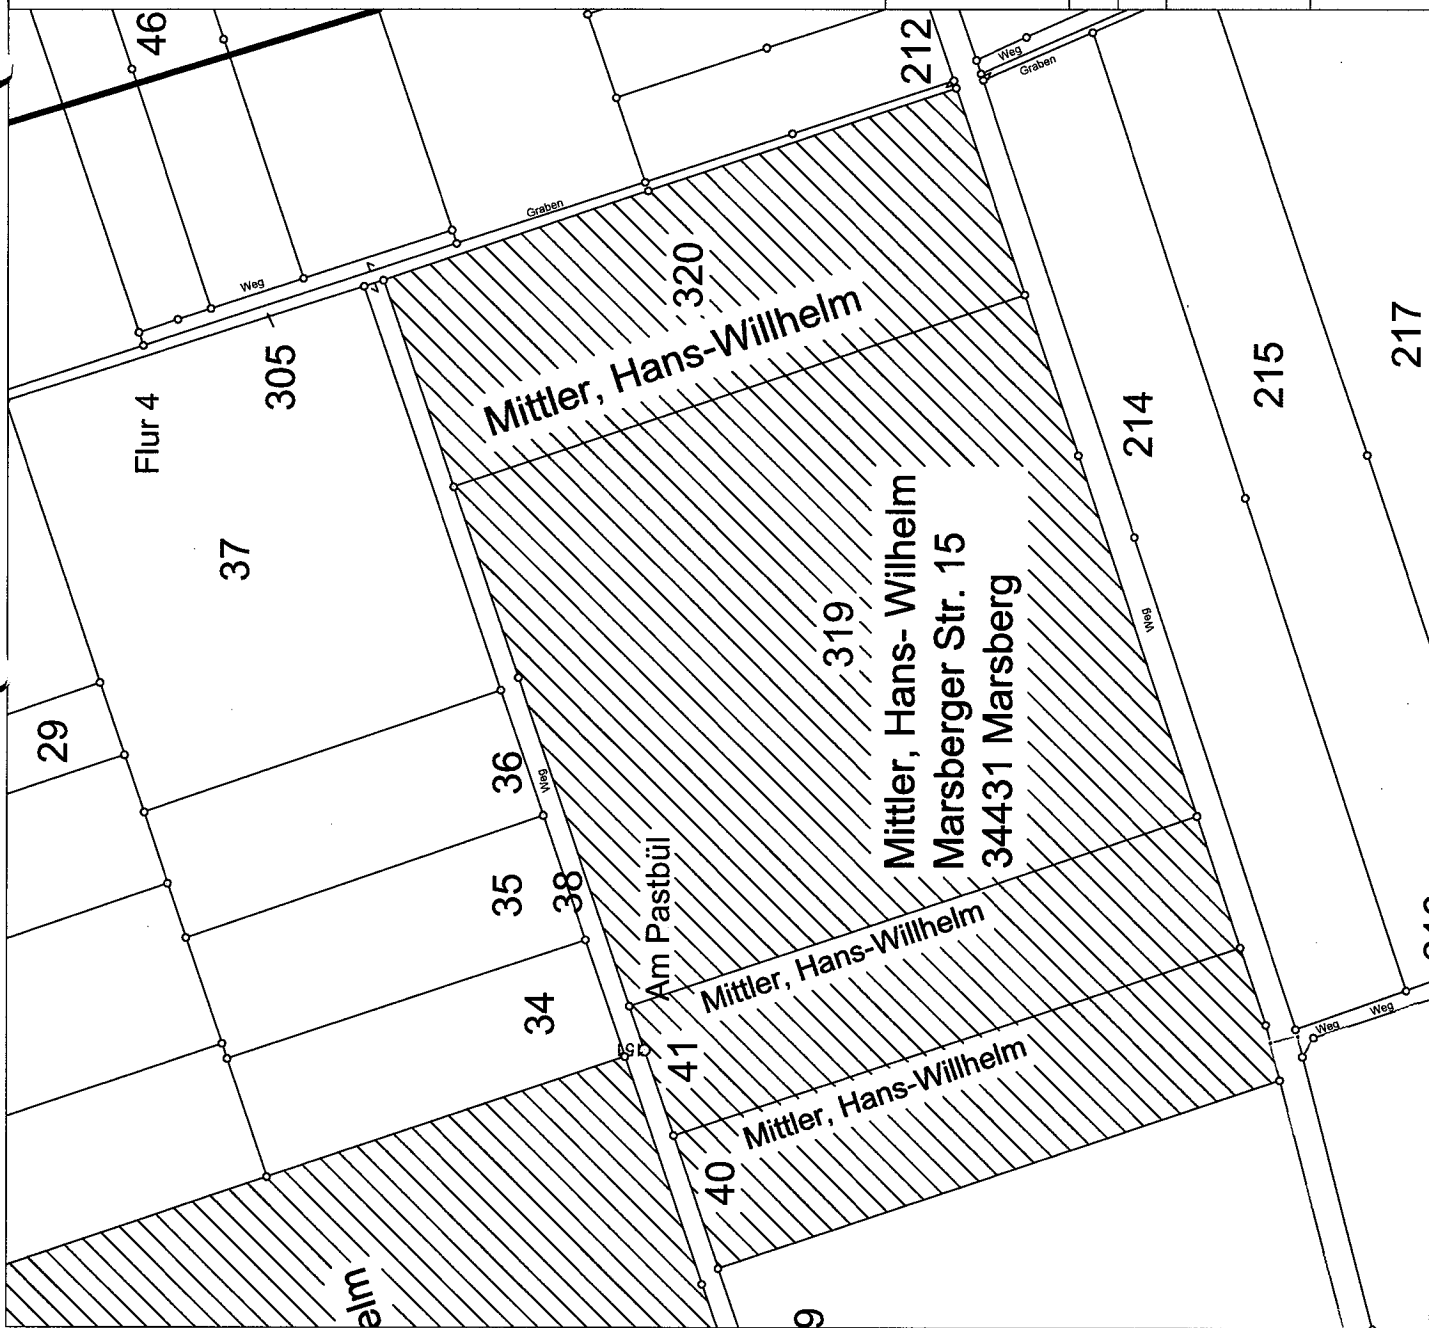 46
212
Weg
Graben
Graben
Weg
320
Mittler, Hans-Willhelm
305
Flur 4
217
215
214
37
319
Mittler, Hans- Wilhelm
Marsberger Str. 15
34431 Marsberg
Weg
29
36
Weg
35
38
Am Pastbül
34
41
Mittler, Hans-Willhelm
Mittler, Hans-Willhelm
40
Weg
Weg
elm